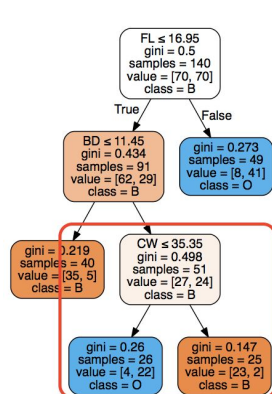 FL ≤ 16.95
gini = 0.5
samples = 140
value = [70, 70]
class = B
True
False
BD ≤ 11.45
gini = 0.434
samples = 91
value = [62, 29]
class = B
gini = 0.273
samples = 49
value = [8, 41]
class = O
gini = 0.219
samples = 40
value = [35, 5]
class = B
CW ≤ 35.35
gini = 0.498
samples = 51
value = [27, 24]
class = B
gini = 0.26
samples = 26
value = [4, 22]
class = O
gini = 0.147
samples = 25
value = [23, 2]
class = B